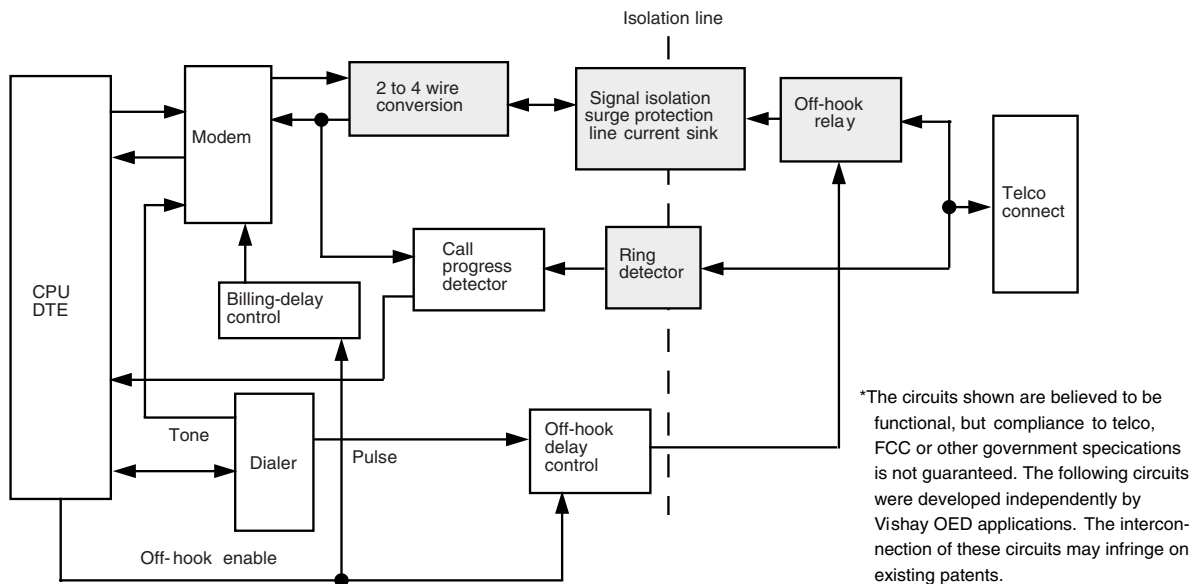 Isolation line
2 to 4 wire
conversion
Signal isolation
surge protection
line current sink
Off-hook
relay
Modem
Telco
connect
Call
progress
detector
Ring
detector
CPU
DTE
Billing-delay
control
Tone
Dialer
Pulse
Off-hook
delay
control
Off-hook enable
*The circuits shown are believed to be
functional, but compliance to telco,
FCC or other government specications
is not guaranteed. The following circuits
were developed independently by
Vishay OED applications. The intercon-
nection of these circuits may infringe on
existing patents.